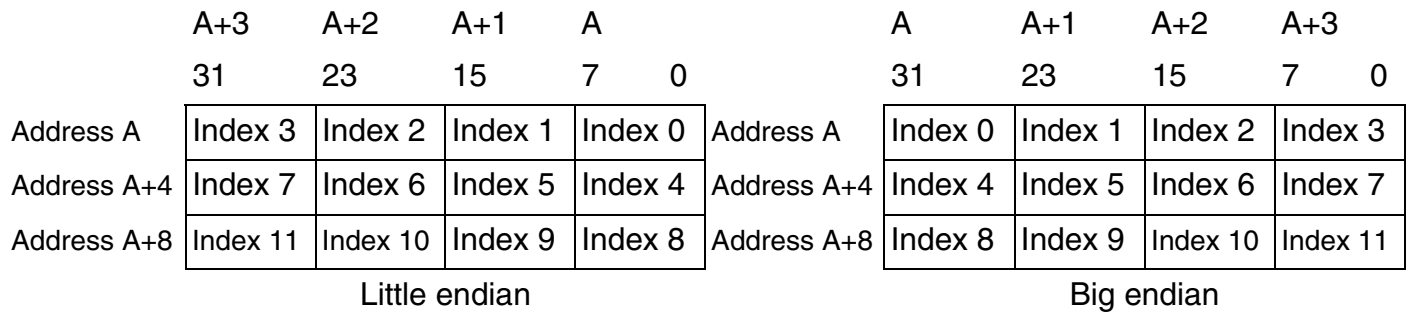 A+3 A+2 A+1 A A A+1 A+2 A+3
31 23 15 7 0 31 23 15 7 0
Address A Index 3 Index 2 Index 1 Index 0 Address A Index 0 Index 1 Index 2 Index 3
Address A+4 Index 7 Index 6 Index 5 Index 4 Address A+4 Index 4 Index 5 Index 6 Index 7
Address A+8 Index 11 Index 10 Index 9 Index 8 Address A+8 Index 8 Index 9 Index 10 Index 11
Little endian Big endian